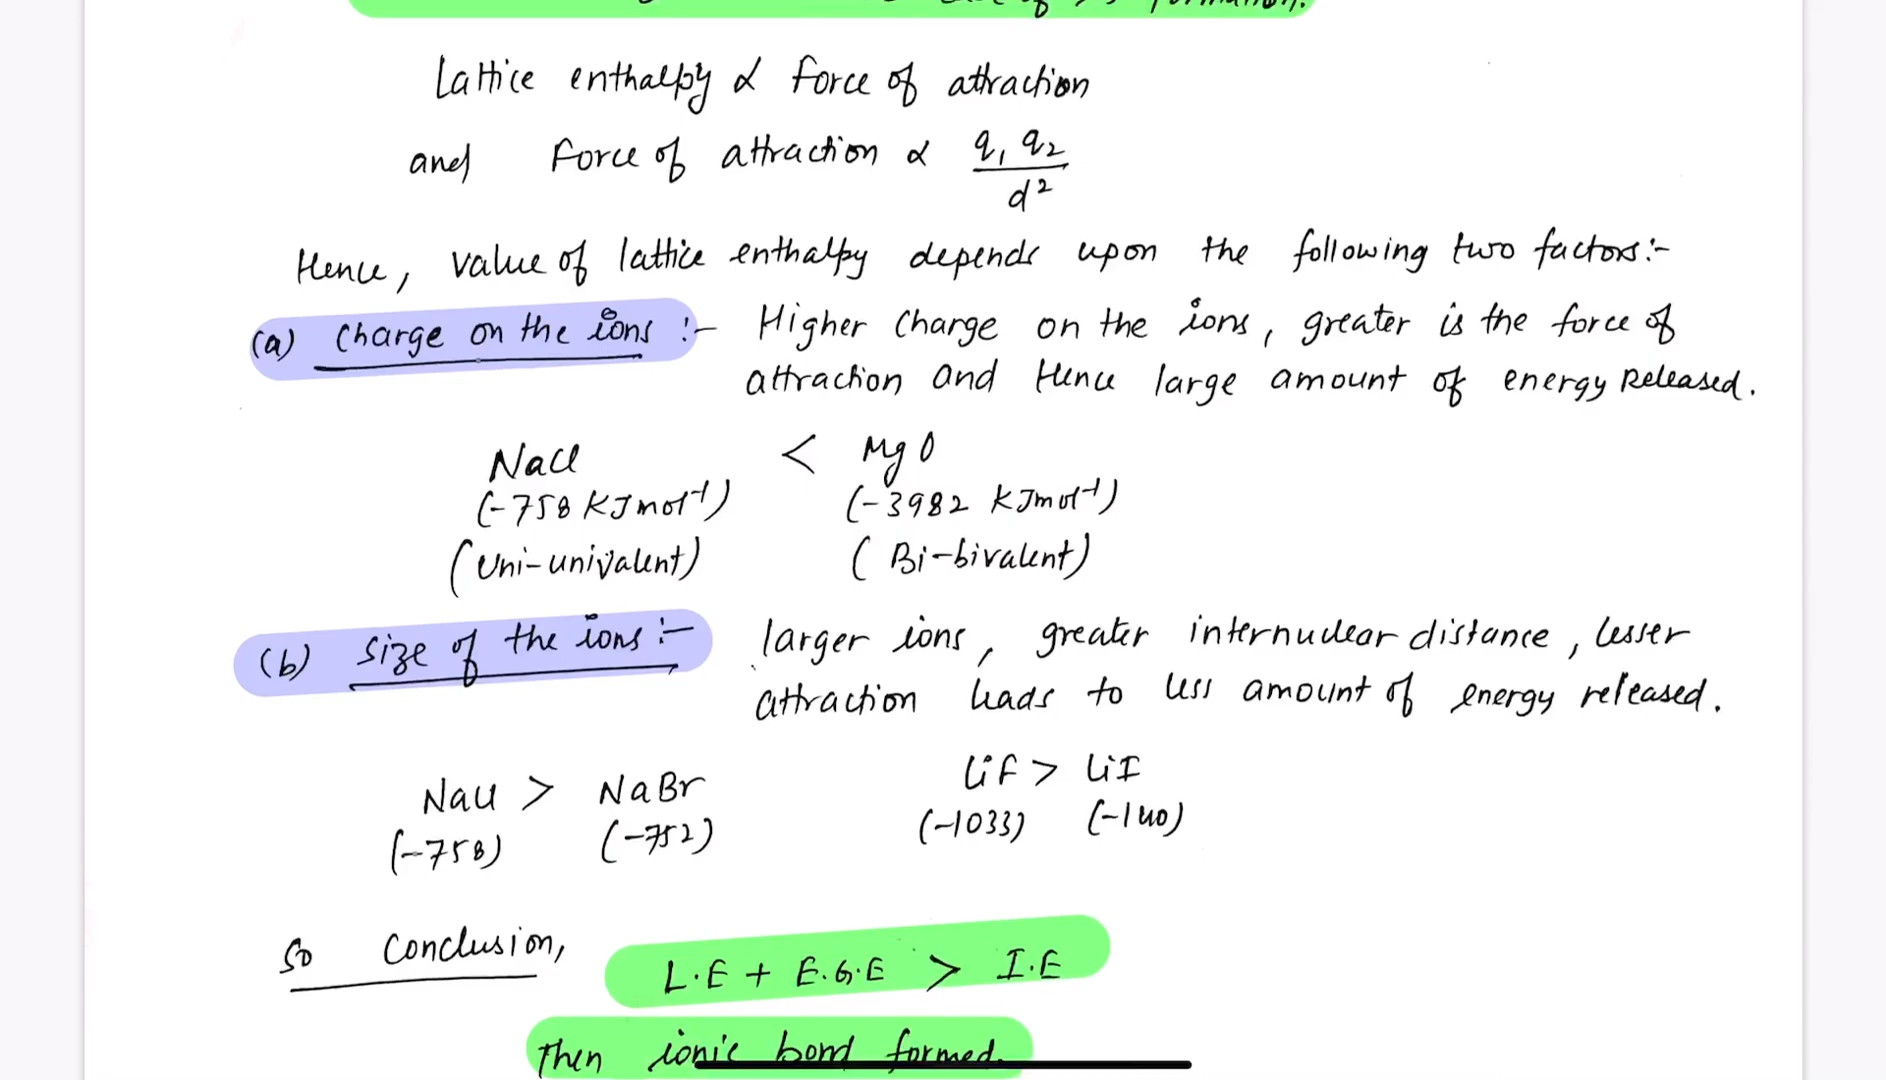 formation.
Lattice enthalpy α force of attraction
and Force of attraction α q₁ q₂ / d²
Hence, value of lattice enthalpy depends upon the following two factors:-
(a) Charge on the ions :- Higher Charge on the ions, greater is the force of
attraction and Hence large amount of energy Released.
NaCl < MgO
(-758 KJmol⁻¹) (-3982 KJmol⁻¹)
(Uni-univalent) (Bi-bivalent)
(b) Size of the ions :- larger ions, greater internuclear distance, lesser
attraction leads to less amount of energy released.
NaCl > NaBr LiF > LiI
(-758) (-752) (-1033)
So Conclusion,
L.E + E.G.E > I.E
Then ionic bond formed.